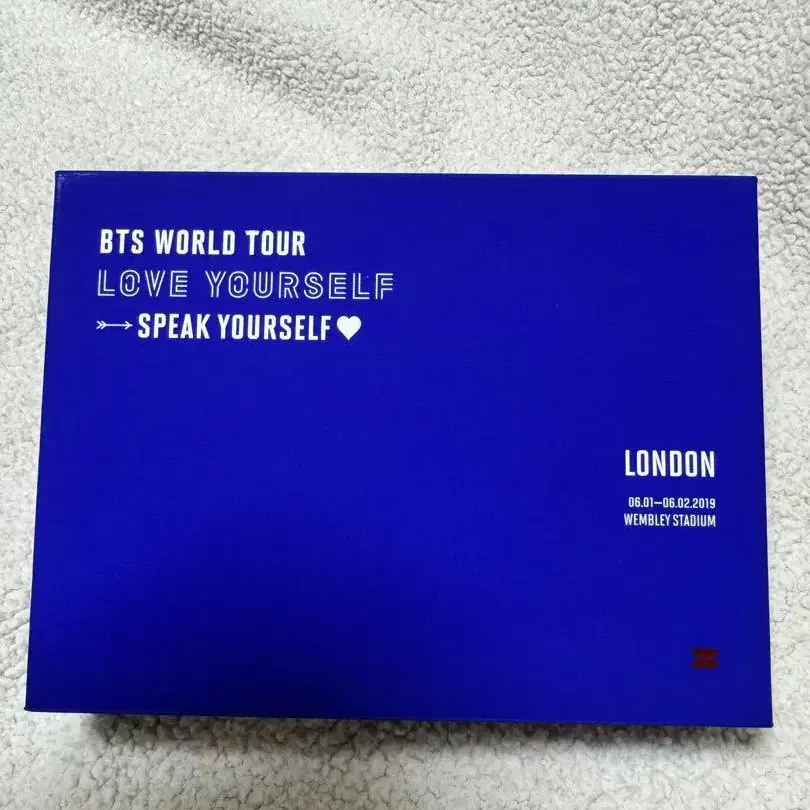 BTS WORLD TOUR
LOVE YOURSELF
SPEAK YOURSELF
LONDON
06.01–06.02.2019
WEMBLEY STADIUM